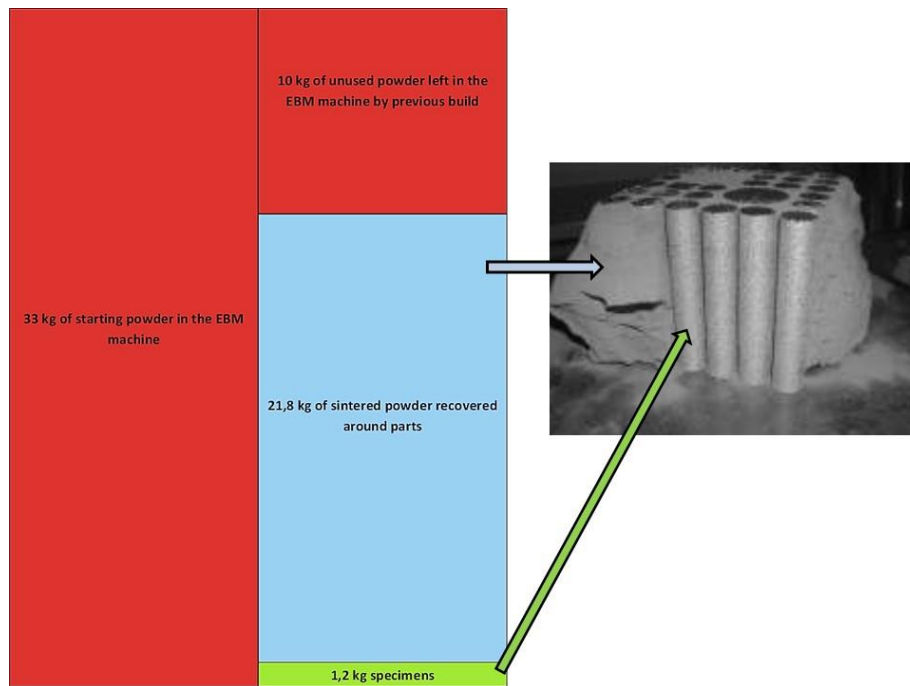 10 kg of unused powder left in the
EBM machine by previous build
33 kg of starting powder in the EBM
machine
21,8 kg of sintered powder recovered
around parts
1,2 kg specimens